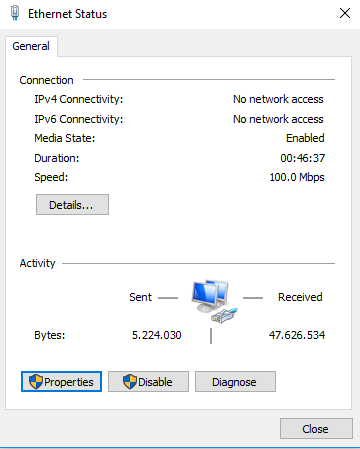 Ethernet Status
General
Connection
IPv4 Connectivity: No network access
IPv6 Connectivity: No network access
Media State: Enabled
Duration: 00:46:37
Speed: 100.0 Mbps
Details...
Activity
Sent Received
Bytes: 5.224.030 47.626.534
Properties Disable Diagnose
Close